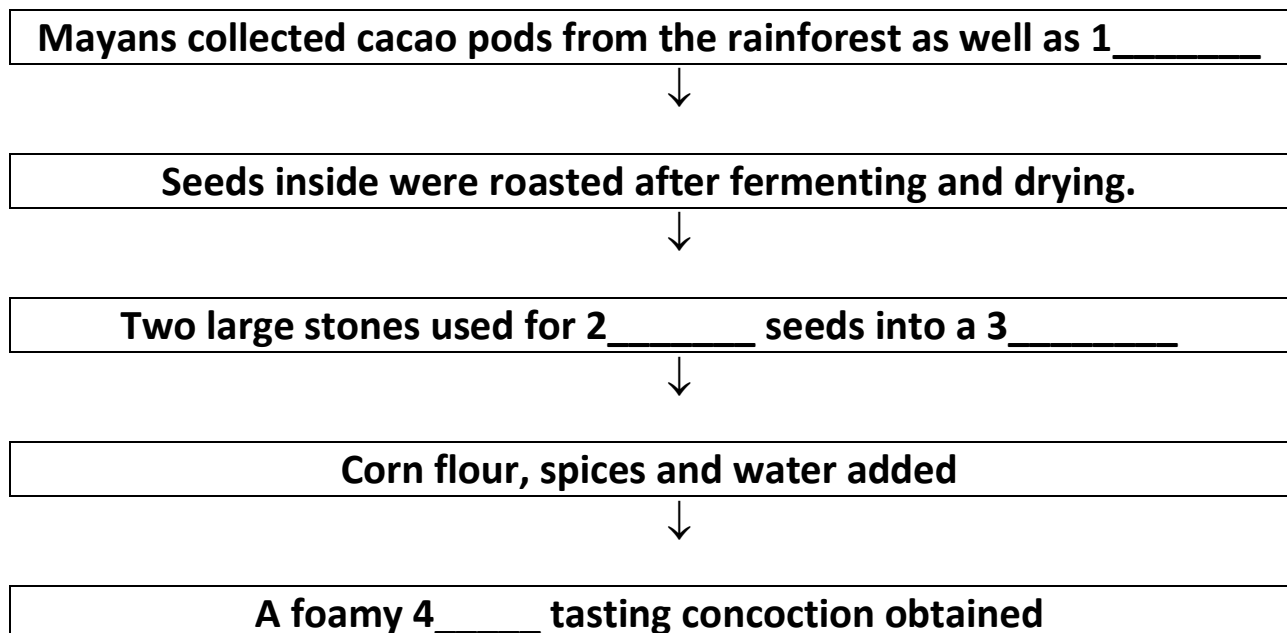 Mayans collected cacao pods from the rainforest as well as 1_______
↓
Seeds inside were roasted after fermenting and drying.
↓
Two large stones used for 2_______ seeds into a 3________
↓
Corn flour, spices and water added
↓
A foamy 4_____ tasting concoction obtained